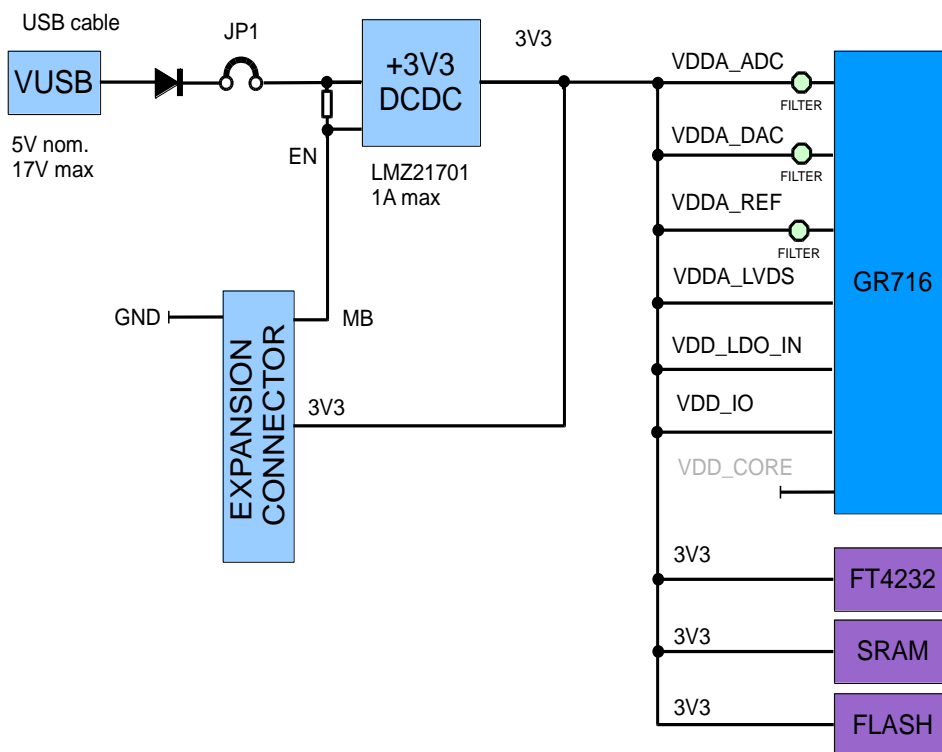 USB cable
VUSB
5V nom.
17V max
JP1
+3V3
DCDC
EN
LMZ21701
1A max
3V3
GND
MB
3V3
EXPANSION
CONNECTOR
VDDA_ADC
FILTER
VDDA_DAC
FILTER
VDDA_REF
FILTER
VDDA_LVDS
VDD_LDO_IN
VDD_IO
VDD_CORE
GR716
3V3
FT4232
3V3
SRAM
3V3
FLASH